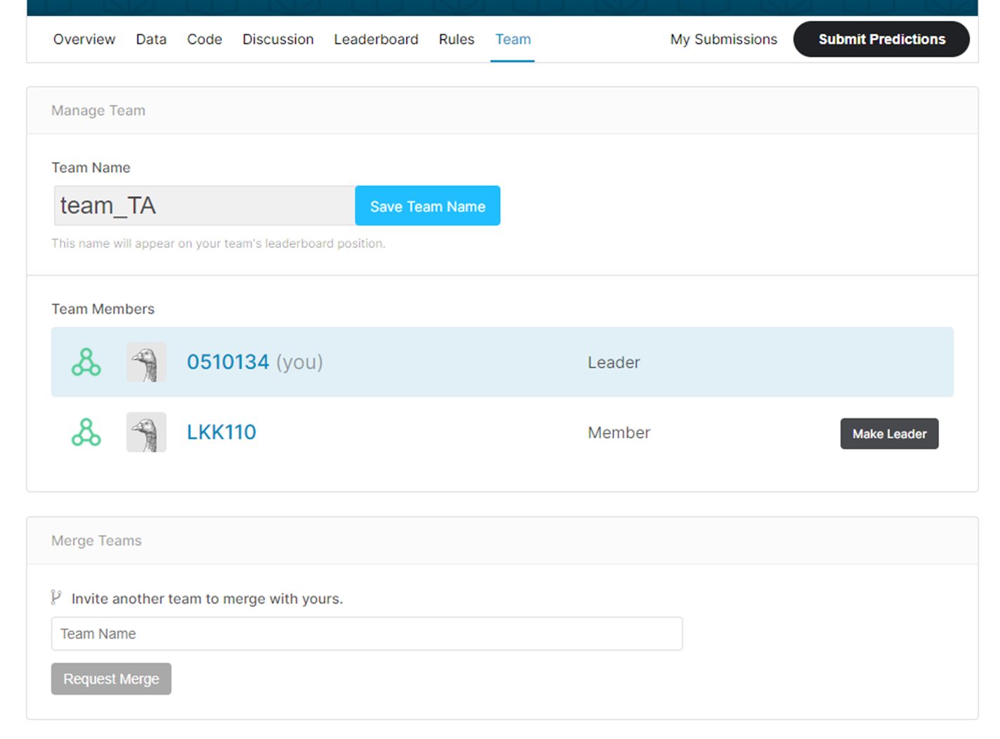 Overview Data Code Discussion Leaderboard Rules Team My Submissions Submit Predictions
Manage Team
Team Name
team_TA Save Team Name
This name will appear on your team's leaderboard position.
Team Members
0510134 (you) Leader
LKK110 Member Make Leader
Merge Teams
Invite another team to merge with yours.
Team Name
Request Merge